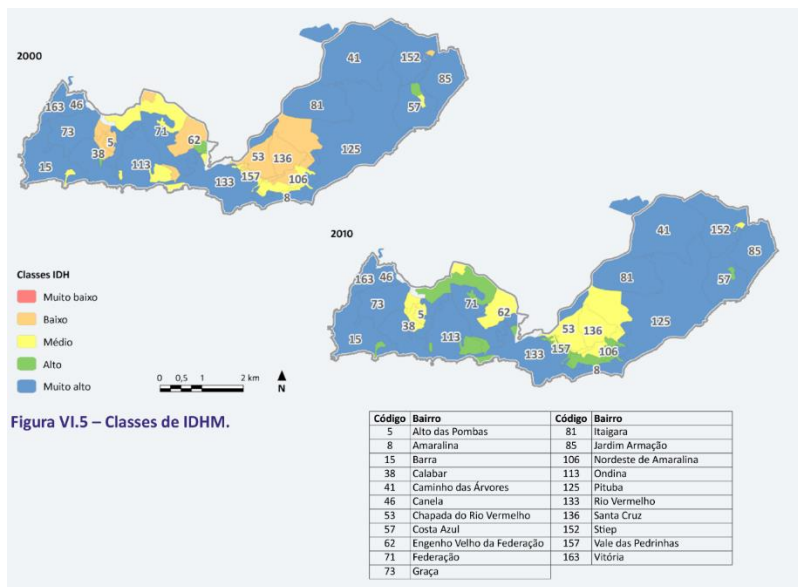 2000
41
152
85
57
81
125
163
46
73
15
5
38
71
62
113
53
136
157
106
133
8
2010
41
152
85
57
81
125
163
46
73
15
5
38
71
62
113
53
136
157
106
133
8
Classes IDH
Muito baixo
Baixo
Médio
Alto
Muito alto
0 0,5 1 2 km
N
Figura VI.5 – Classes de IDHM.
Código Bairro Código Bairro
5 Alto das Pombas 81 Itaigara
8 Amaralina 85 Jardim Armação
15 Barra 106 Nordeste de Amaralina
38 Calabar 113 Ondina
41 Caminho das Árvores 125 Pituba
46 Canela 133 Rio Vermelho
53 Chapada do Rio Vermelho 136 Santa Cruz
57 Costa Azul 152 Stiep
62 Engenho Velho da Federação 157 Vale das Pedrinhas
71 Federação 163 Vitória
73 Graça